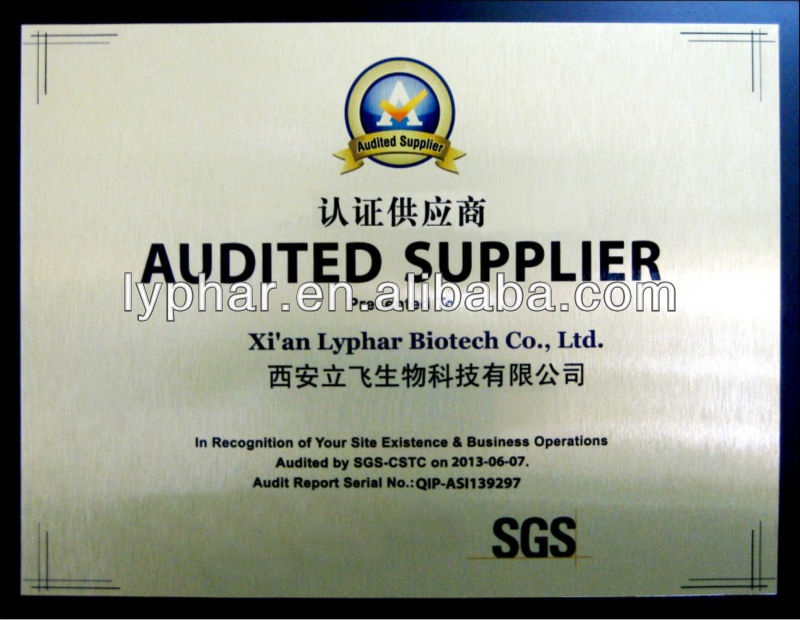 A
Audited Supplier
认证供应商
AUDITED SUPPLIER
lyphar.en.alibaba.com
Presented To
Xi'an Lyphar Biotech Co., Ltd.
西安立飞生物科技有限公司
In Recognition of Your Site Existence & Business Operations
Audited by SGS-CSTC on 2013-06-07.
Audit Report Serial No.:QIP-ASI139297
SGS